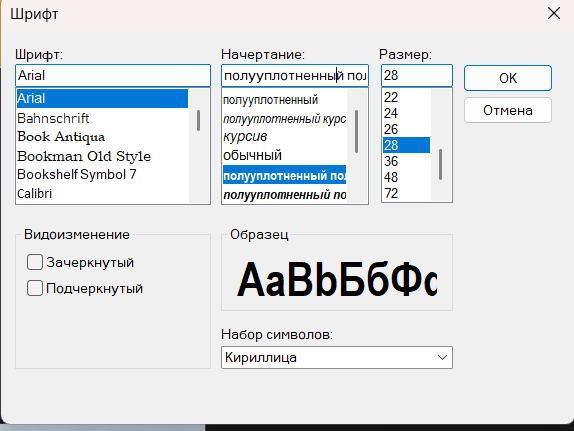 Шрифт
Шрифт:
Arial
Arial
Bahnschrift
Book Antiqua
Bookman Old Style
Bookshelf Symbol 7
Calibri
Начертание:
полууплотненный пол
полууплотненный
полууплотненный курс
курсив
обычный
полууплотненный пол
полууплотненный по
Размер:
28
22
24
26
28
36
48
72
OK
Отмена
Видоизменение
Зачеркнутый
Подчеркнутый
Образец
АаBbБбФф
Набор символов:
Кириллица